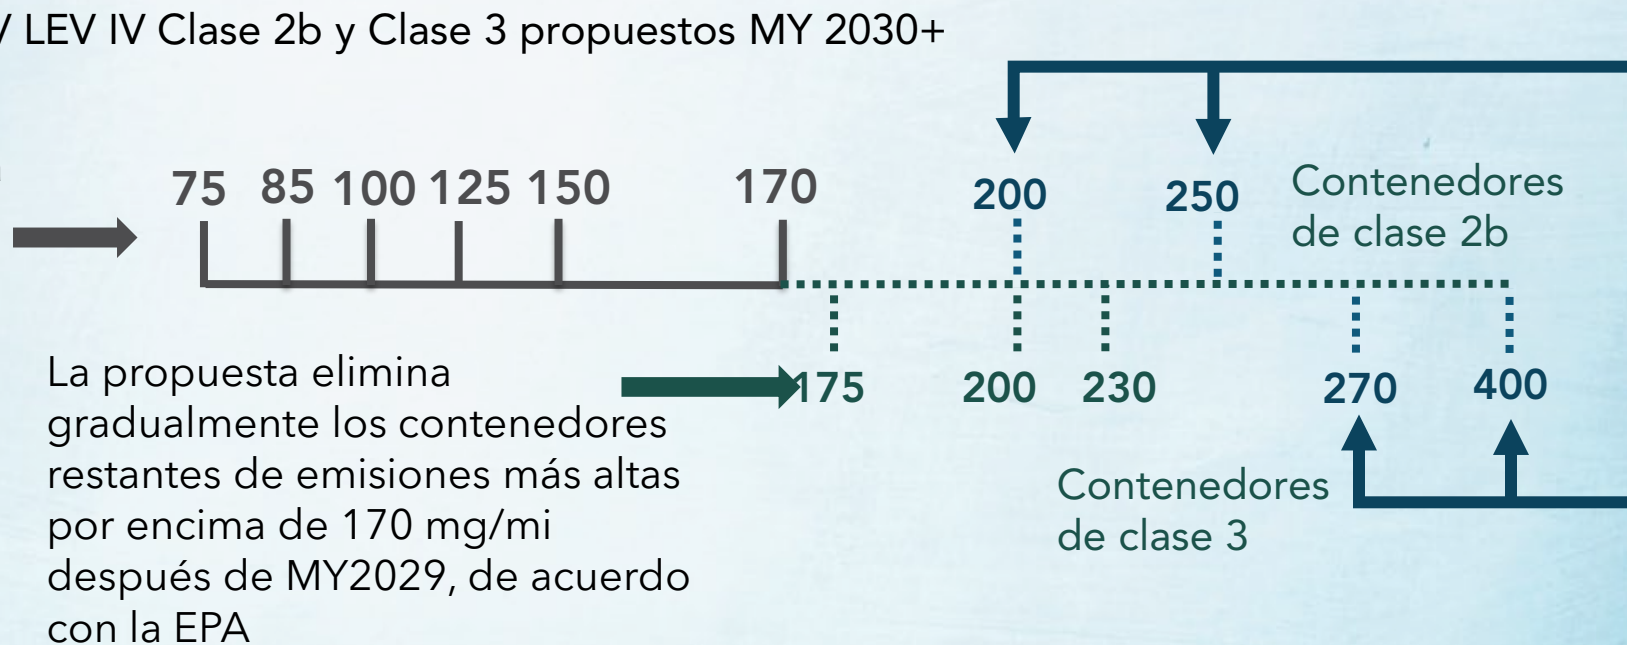 LEV IV Clase 2b y Clase 3 propuestos MY 2030+
75 85 100 125 150 170 200 250
Contenedores
de clase 2b
175 200 230 270 400
La propuesta elimina
gradualmente los contenedores
restantes de emisiones más altas
por encima de 170 mg/mi
después de MY2029, de acuerdo
con la EPA
Contenedores
de clase 3